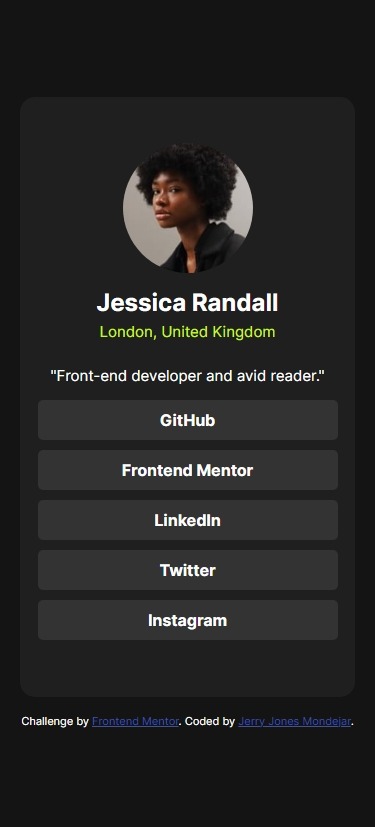 Jessica Randall
London, United Kingdom
"Front-end developer and avid reader."
GitHub
Frontend Mentor
LinkedIn
Twitter
Instagram
Challenge by Frontend Mentor. Coded by Jerry Jones Mondejar.